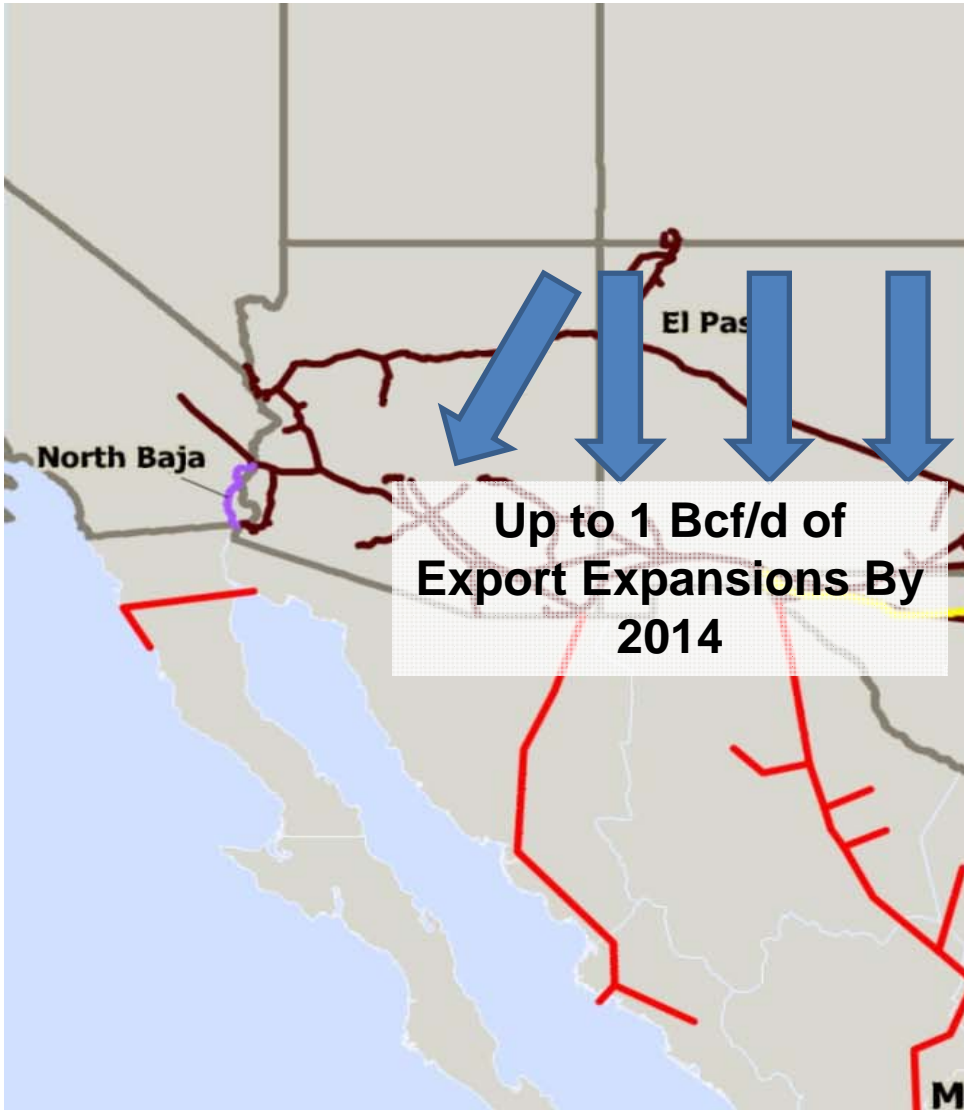 El Pas
North Baja
Up to 1 Bcf/d of
Export Expansions By
2014
M